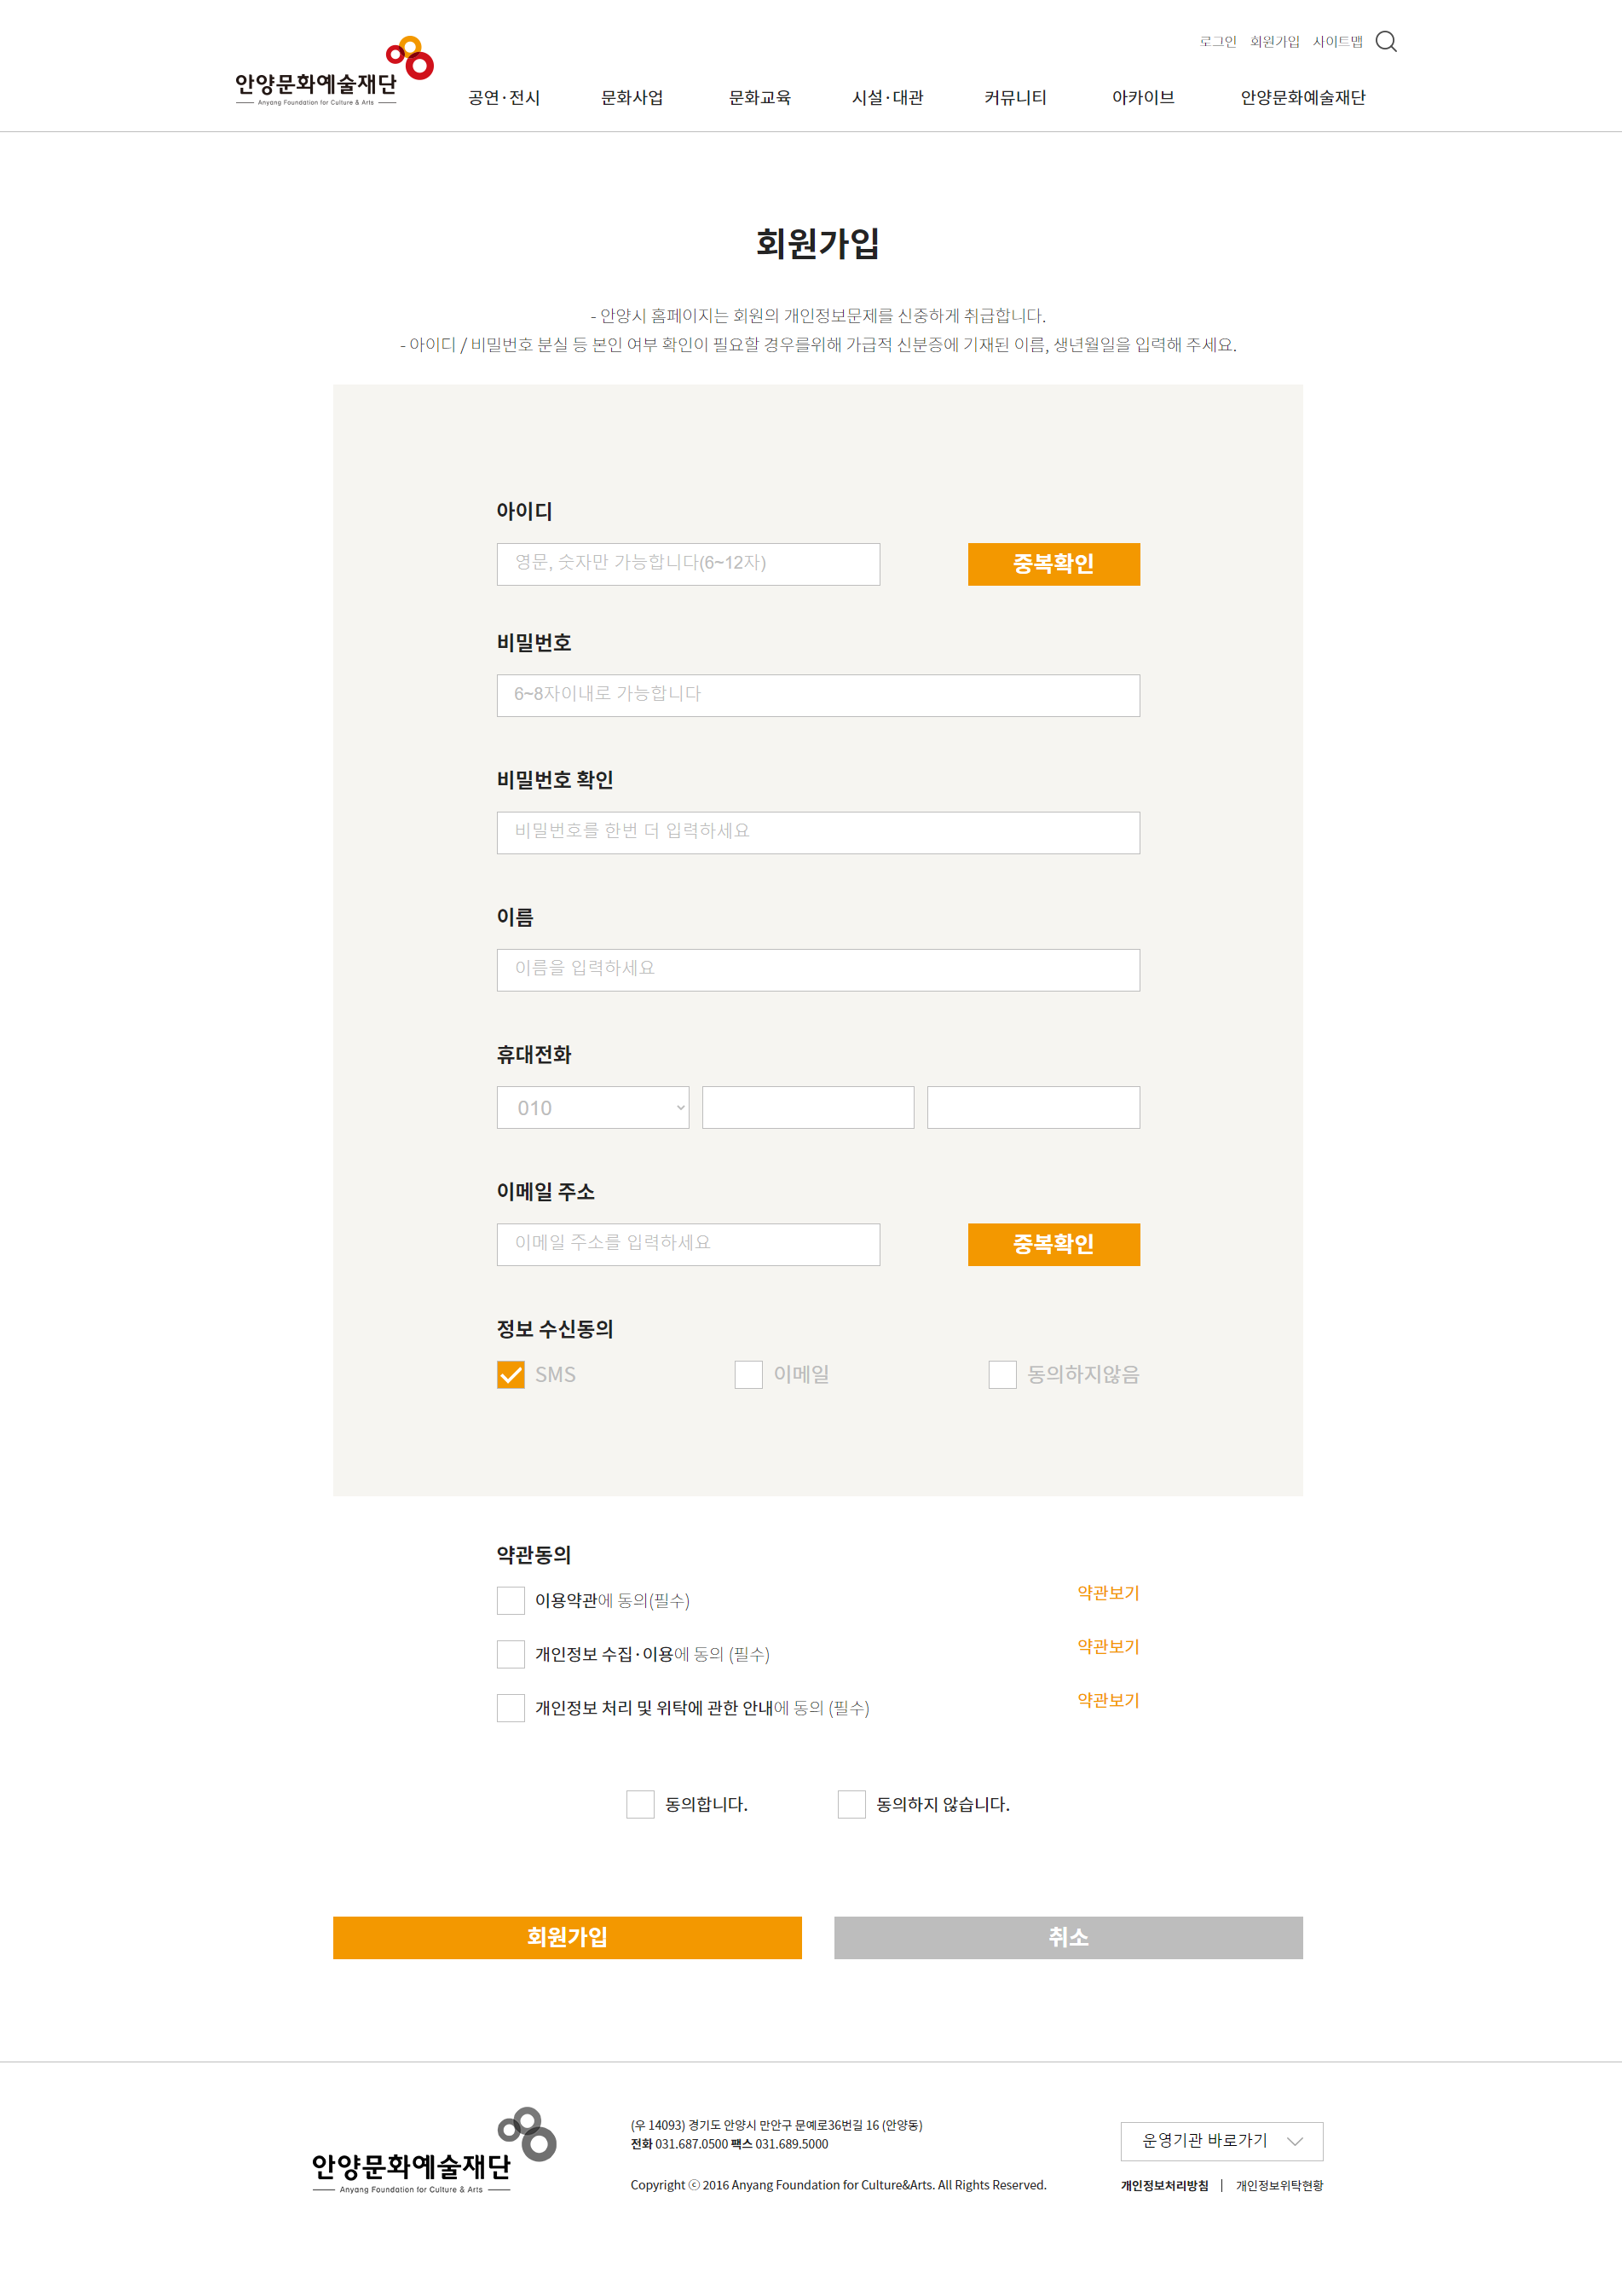 로그인 회원가입 사이트맵
안양문화예술재단
Anyang Foundation for Culture & Arts
공연·전시 문화사업 문화교육 시설·대관 커뮤니티 아카이브 안양문화예술재단
회원가입
- 안양시 홈페이지는 회원의 개인정보문제를 신중하게 취급합니다.
- 아이디 / 비밀번호 분실 등 본인 여부 확인이 필요할 경우를위해 가급적 신분증에 기재된 이름, 생년월일을 입력해 주세요.
아이디
영문, 숫자만 가능합니다(6~12자) 중복확인
비밀번호
6~8자이내로 가능합니다
비밀번호 확인
비밀번호를 한번 더 입력하세요
이름
이름을 입력하세요
휴대전화
010
이메일 주소
이메일 주소를 입력하세요 중복확인
정보 수신동의
SMS 이메일 동의하지않음
약관동의
이용약관에 동의(필수) 약관보기
개인정보 수집·이용에 동의 (필수) 약관보기
개인정보 처리 및 위탁에 관한 안내에 동의 (필수) 약관보기
동의합니다. 동의하지 않습니다.
회원가입 취소
안양문화예술재단
Anyang Foundation for Culture & Arts
(우 14093) 경기도 안양시 만안구 문예로36번길 16 (안양동)
전화 031.687.0500 팩스 031.689.5000
Copyright ⓒ 2016 Anyang Foundation for Culture&Arts. All Rights Reserved.
운영기관 바로가기
개인정보처리방침 | 개인정보위탁현황